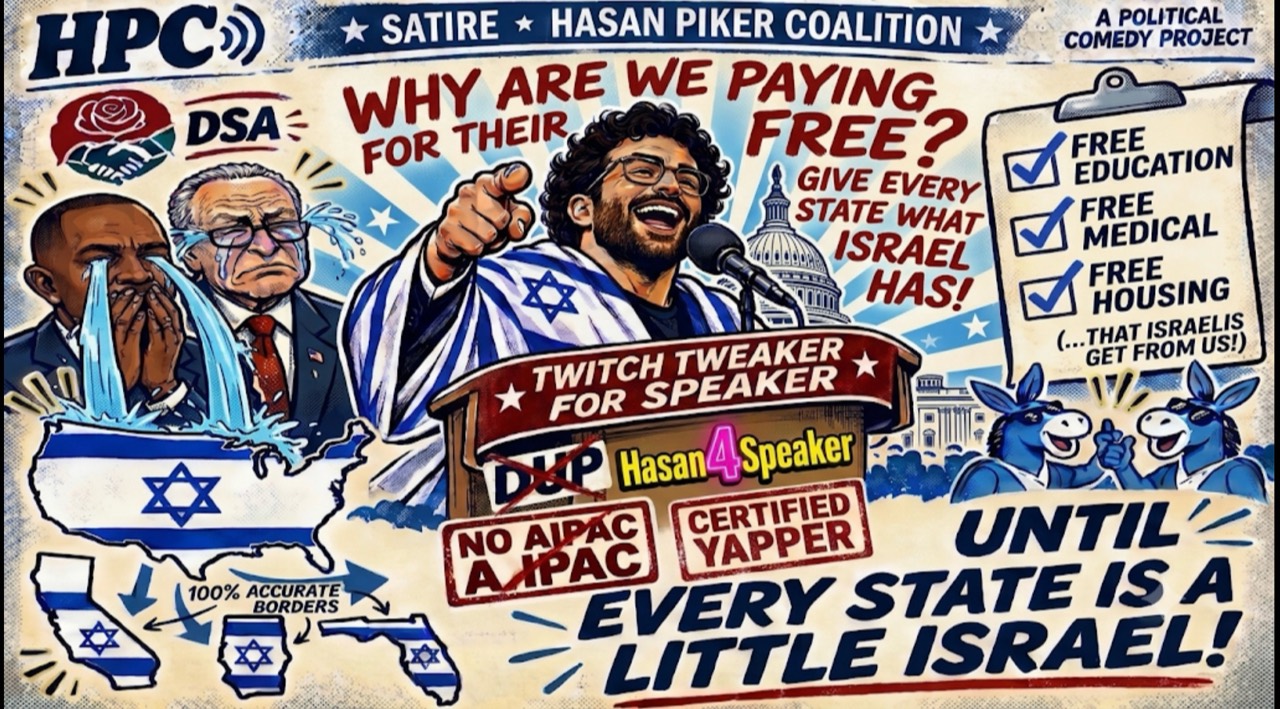 HPC
★ SATIRE ★ HASAN PIKER COALITION ★
A POLITICAL
COMEDY PROJECT
DSA
WHY ARE WE PAYING
FOR THEIR FREE?
GIVE EVERY
STATE WHAT
ISRAEL
HAS!
FREE
EDUCATION
FREE
MEDICAL
FREE
HOUSING
(...THAT ISRAELIS
GET FROM US!)
★ TWITCH TWEAKER ★
FOR SPEAKER
DUP
Hasan4Speaker
NO AIPAC
A IPAC
CERTIFIED
YAPPER
100% ACCURATE
BORDERS
UNTIL
EVERY STATE IS A
LITTLE ISRAEL!